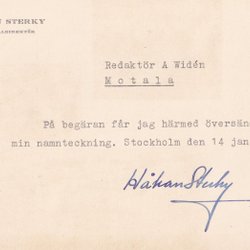 N STERKY
Redaktör A Widén
Motala
På begäran får jag härmed översän
min namnteckning. Stockholm den 14 jan
Håkan Sterky